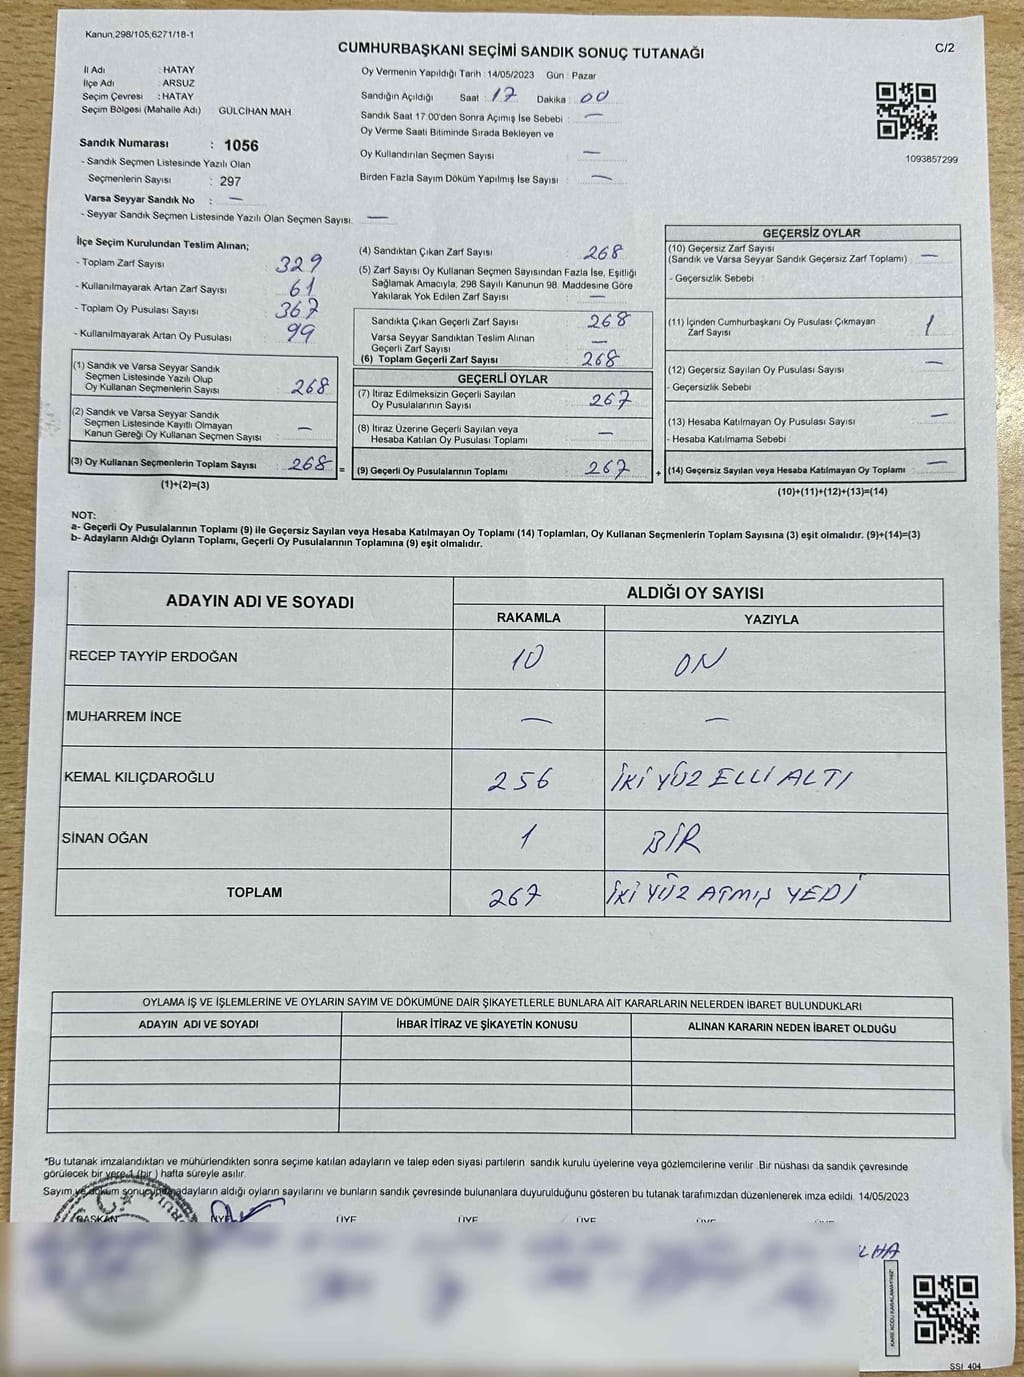 Kanun,298/105,6271/18-1
CUMHURBAŞKANI SEÇİMİ SANDIK SONUÇ TUTANAĞI
C/2
İl Adı : HATAY
İlçe Adı : ARSUZ
Seçim Çevresi : HATAY
Seçim Bölgesi (Mahalle Adı) GÜLCİHAN MAH
Sandık Numarası : 1056
- Sandık Seçmen Listesinde Yazılı Olan
Seçmenlerin Sayısı : 297
Varsa Seyyar Sandık No : —
- Seyyar Sandık Seçmen Listesinde Yazılı Olan Seçmen Sayısı: —
Oy Vermenin Yapıldığı Tarih : 14/05/2023 Gün : Pazar
Sandığın Açıldığı Saat : 17 Dakika : 00
Sandık Saat 17.00'den Sonra Açımış İse Sebebi : —
Oy Verme Saati Bitiminde Sırada Bekleyen ve
Oy Kullandırılan Seçmen Sayısı : —
Birden Fazla Sayım Döküm Yapılmış İse Sayısı : —
1093857299
İlçe Seçim Kurulundan Teslim Alınan;
- Toplam Zarf Sayısı : 329
- Kullanılmayarak Artan Zarf Sayısı : 61
- Toplam Oy Pusulası Sayısı : 367
- Kullanılmayarak Artan Oy Pusulası : 99
(1) Sandık ve Varsa Seyyar Sandık
Seçmen Listesinde Yazılı Olup
Oy Kullanan Seçmenlerin Sayısı : 268
(2) Sandık ve Varsa Seyyar Sandık
Seçmen Listesinde Kayıtlı Olmayan
Kanun Gereği Oy Kullanan Seçmen Sayısı : —
(3) Oy Kullanan Seçmenlerin Toplam Sayısı : 268 =
(1)+(2)=(3)
(4) Sandıktan Çıkan Zarf Sayısı : 268
(5) Zarf Sayısı Oy Kullanan Seçmen Sayısından Fazla İse, Eşitliği
Sağlamak Amacıyla, 298 Sayılı Kanunun 98. Maddesine Göre
Yakılarak Yok Edilen Zarf Sayısı : —
Sandıkta Çıkan Geçerli Zarf Sayısı : 268
Varsa Seyyar Sandıktan Teslim Alınan
Geçerli Zarf Sayısı : —
(6) Toplam Geçerli Zarf Sayısı : 268
GEÇERLİ OYLAR
(7) İtiraz Edilmeksizin Geçerli Sayılan
Oy Pusulalarının Sayısı : 267
(8) İtiraz Üzerine Geçerli Sayılan veya
Hesaba Katılan Oy Pusulası Toplamı : —
(9) Geçerli Oy Pusulalarının Toplamı : 267 +
GEÇERSİZ OYLAR
(10) Geçersiz Zarf Sayısı
(Sandık ve Varsa Seyyar Sandık Geçersiz Zarf Toplamı) : —
- Geçersizlik Sebebi :
(11) İçinden Cumhurbaşkanı Oy Pusulası Çıkmayan
Zarf Sayısı : 1
(12) Geçersiz Sayılan Oy Pusulası Sayısı : —
- Geçersizlik Sebebi :
(13) Hesaba Katılmayan Oy Pusulası Sayısı : —
- Hesaba Katılmama Sebebi :
(14) Geçersiz Sayılan veya Hesaba Katılmayan Oy Toplamı : —
(10)+(11)+(12)+(13)=(14)
NOT:
a- Geçerli Oy Pusulalarının Toplamı (9) ile Geçersiz Sayılan veya Hesaba Katılmayan Oy Toplamı (14) Toplamları, Oy Kullanan Seçmenlerin Toplam Sayısına (3) eşit olmalıdır. (9)+(14)=(3)
b- Adayların Aldığı Oyların Toplamı, Geçerli Oy Pusulalarının Toplamına (9) eşit olmalıdır.
ADAYIN ADI VE SOYADI ALDIĞI OY SAYISI
RAKAMLA YAZIYLA
RECEP TAYYİP ERDOĞAN 10 ON
MUHARREM İNCE — —
KEMAL KILIÇDAROĞLU 256 İKİ YÜZ ELLİ ALTI
SİNAN OĞAN 1 BİR
TOPLAM 267 İKİ YÜZ ATMIŞ YEDİ
OYLAMA İŞ VE İŞLEMLERİNE VE OYLARIN SAYIM VE DÖKÜMÜNE DAİR ŞİKAYETLERLE BUNLARA AİT KARARLARIN NELERDEN İBARET BULUNDUKLARI
ADAYIN ADI VE SOYADI İHBAR İTİRAZ VE ŞİKAYETİN KONUSU ALINAN KARARIN NEDEN İBARET OLDUĞU
*Bu tutanak imzalandıktan ve mühürlendikten sonra seçime katılan adayların ve talep eden siyasi partilerin sandık kurulu üyelerine veya gözlemcilerine verilir .Bir nüshası da sandık çevresinde
görülecek bir yere 1 (bir ) hafta süreyle asılır.
Sayım ve döküm sonucunu adayların aldığı oyların sayılarını ve bunların sandık çevresinde bulunanlara duyurulduğunu gösteren bu tutanak tarafımızdan düzenlenerek imza edildi. 14/05/2023
BAŞKAN ÜYE ÜYE ÜYE ÜYE ÜYE ÜYE
LHA
KARE KODU KARALAMAYINIZ
SSI_404